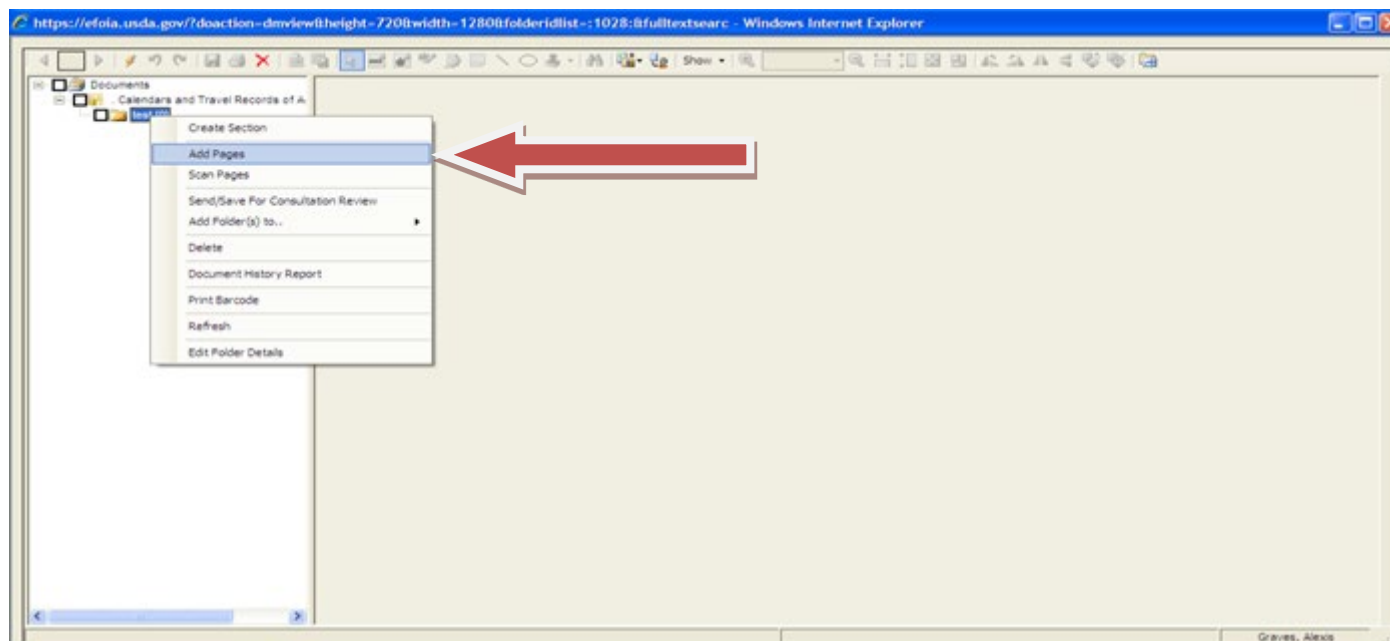 https://efoia.usda.gov/?doaction=dmview&height=720&width=1280&folderidlist=:1028:&fulltextsearc - Windows Internet Explorer
Show
Documents
. Calendars and Travel Records of A
Create Section
Add Pages
Scan Pages
Send/Save For Consultation Review
Add Folder(s) to..
Delete
Document History Report
Print Barcode
Refresh
Edit Folder Details
Graves, Alexis